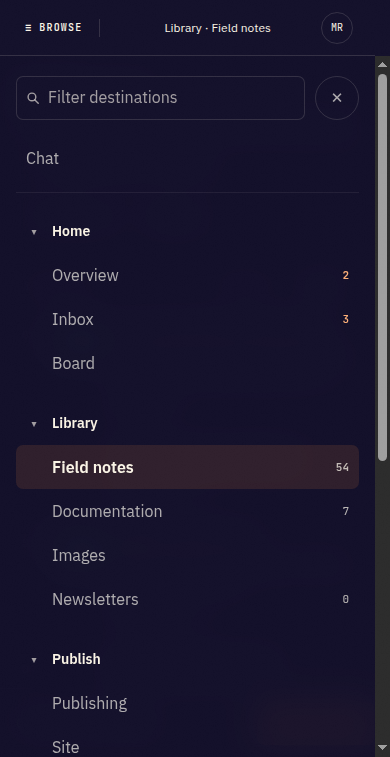 ≡ BROWSE
Library · Field notes
MR
Filter destinations
Chat
Home
Overview 2
Inbox 3
Board
Library
Field notes 54
Documentation 7
Images
Newsletters 0
Publish
Publishing
Site